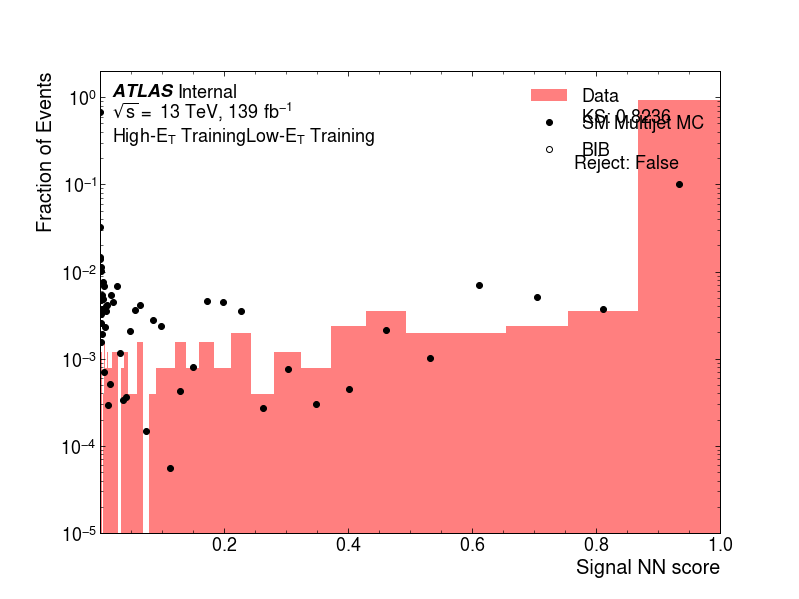 ATLAS Internal
√s = 13 TeV, 139 fb⁻¹
High-E_T TrainingLow-E_T Training
Data
KS: 0.8236
SM Multijet MC
BIB
Reject: False
Fraction of Events
10⁰
10⁻¹
10⁻²
10⁻³
10⁻⁴
10⁻⁵
0.2 0.4 0.6 0.8 1.0
Signal NN score